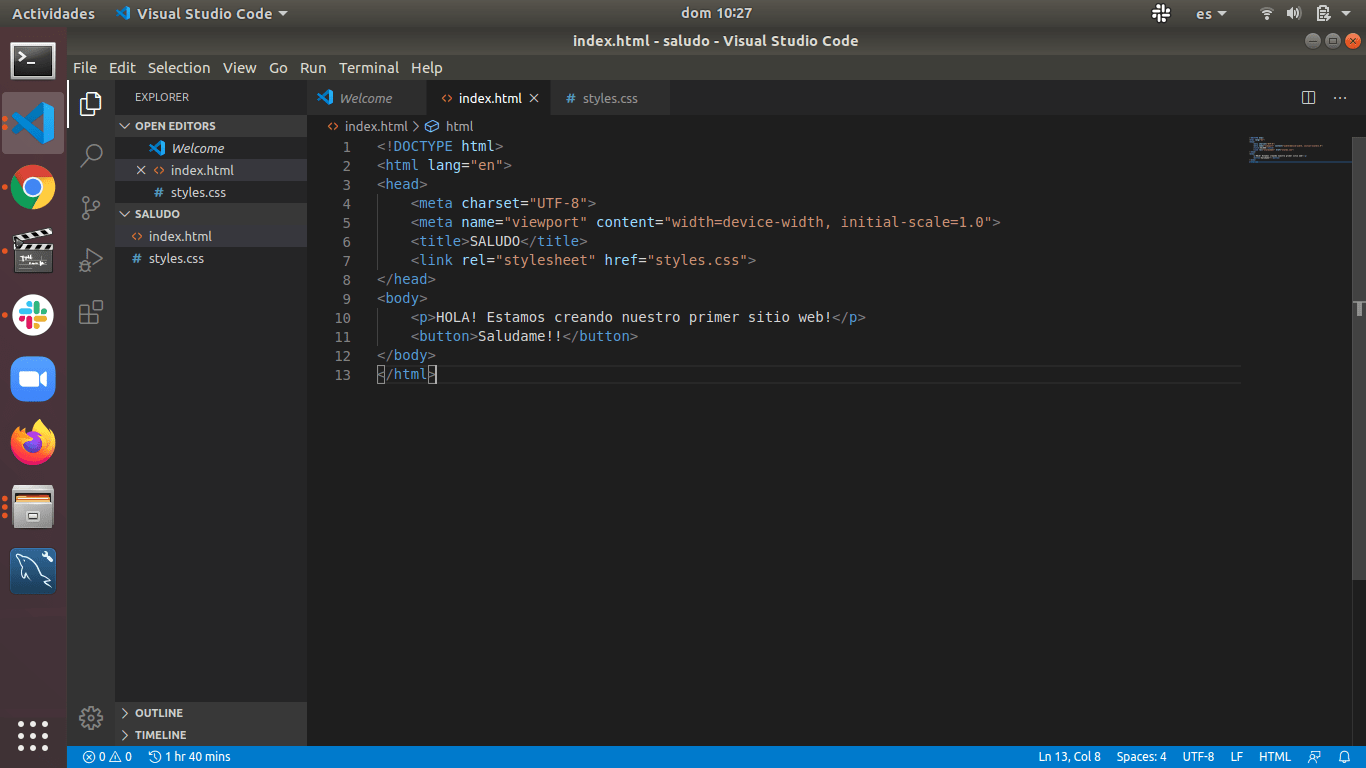 Actividades Visual Studio Code dom 10:27 es
index.html - saludo - Visual Studio Code
File Edit Selection View Go Run Terminal Help
EXPLORER
OPEN EDITORS
Welcome
index.html
styles.css
SALUDO
index.html
styles.css
OUTLINE
TIMELINE
Welcome index.html styles.css
index.html html
1 <!DOCTYPE html>
2 <html lang="en">
3 <head>
4 <meta charset="UTF-8">
5 <meta name="viewport" content="width=device-width, initial-scale=1.0">
6 <title>SALUDO</title>
7 <link rel="stylesheet" href="styles.css">
8 </head>
9 <body>
10 <p>HOLA! Estamos creando nuestro primer sitio web!</p>
11 <button>Saludame!!</button>
12 </body>
13 </html>
0 0 1 hr 40 mins Ln 13, Col 8 Spaces: 4 UTF-8 LF HTML